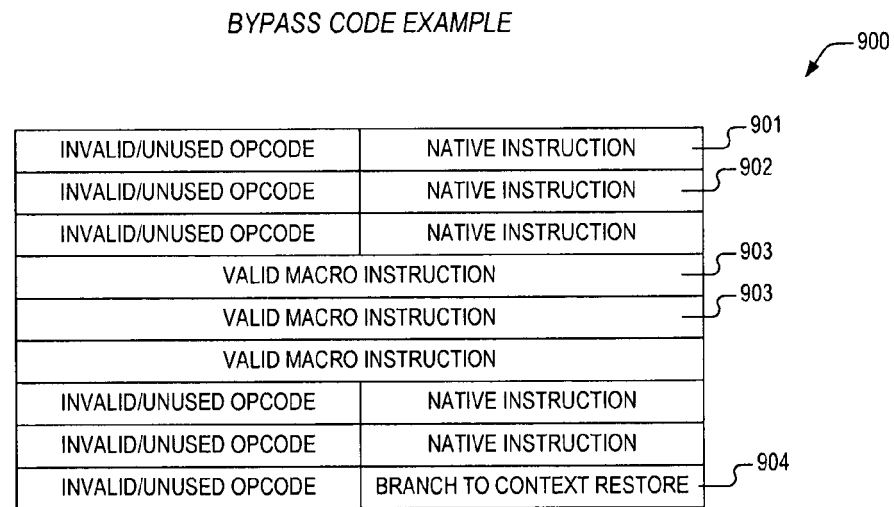 BYPASS CODE EXAMPLE
900
INVALID/UNUSED OPCODE NATIVE INSTRUCTION 901
INVALID/UNUSED OPCODE NATIVE INSTRUCTION 902
INVALID/UNUSED OPCODE NATIVE INSTRUCTION
VALID MACRO INSTRUCTION 903
VALID MACRO INSTRUCTION 903
VALID MACRO INSTRUCTION
INVALID/UNUSED OPCODE NATIVE INSTRUCTION
INVALID/UNUSED OPCODE NATIVE INSTRUCTION
INVALID/UNUSED OPCODE BRANCH TO CONTEXT RESTORE 904